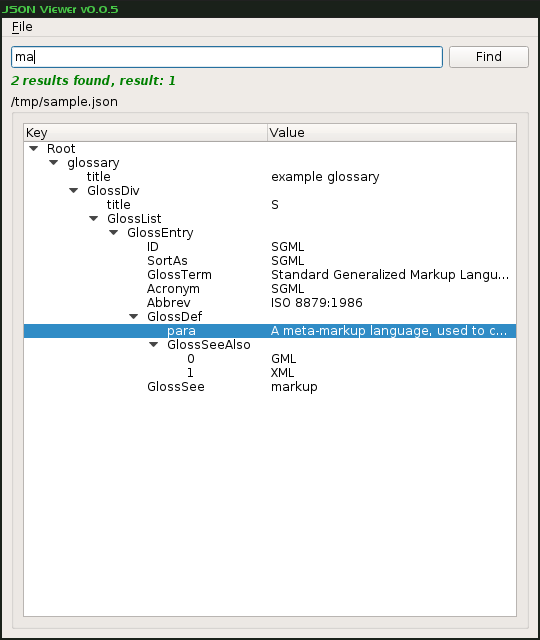 JSON Viewer v0.0.5
File
ma
Find
2 results found, result: 1
/tmp/sample.json
Key Value
Root
glossary
title example glossary
GlossDiv
title S
GlossList
GlossEntry
ID SGML
SortAs SGML
GlossTerm Standard Generalized Markup Langu...
Acronym SGML
Abbrev ISO 8879:1986
GlossDef
para A meta-markup language, used to c...
GlossSeeAlso
0 GML
1 XML
GlossSee markup